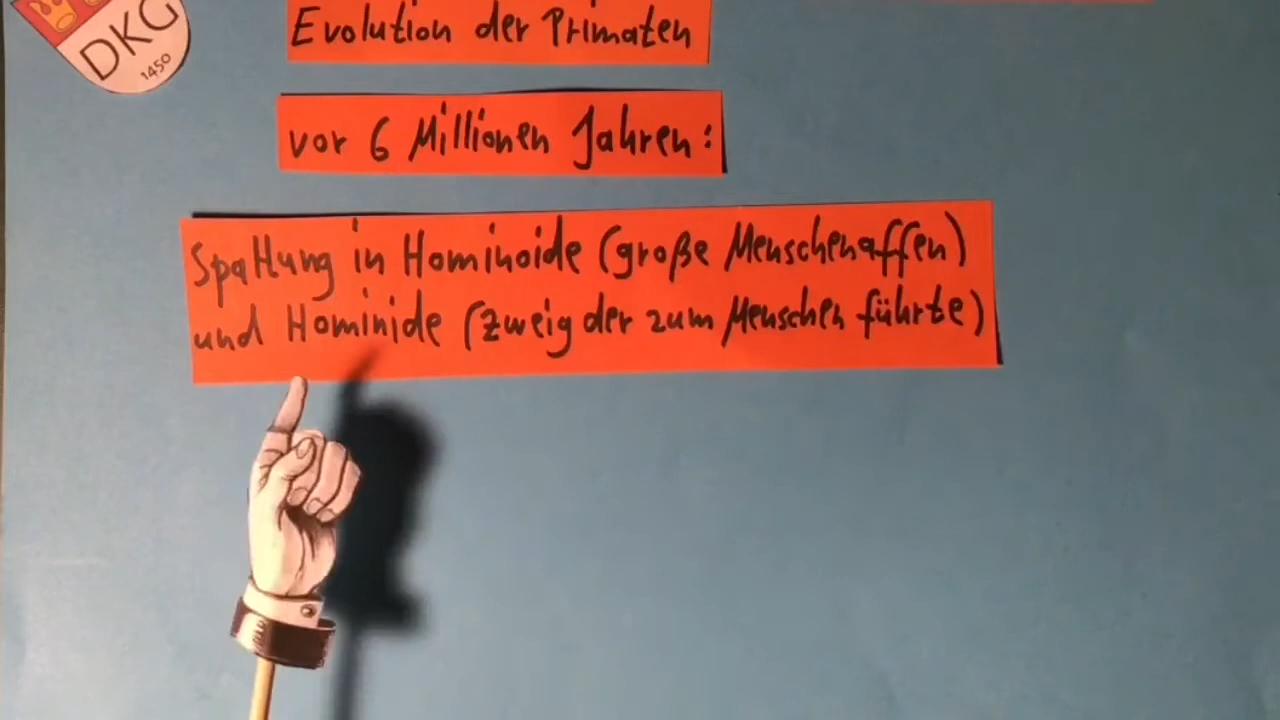 DKG
1450
Evolution der Primaten
vor 6 Millionen Jahren:
Spaltung in Hominoide (große Menschenaffen)
und Hominide (Zweig der zum Menschen führte)